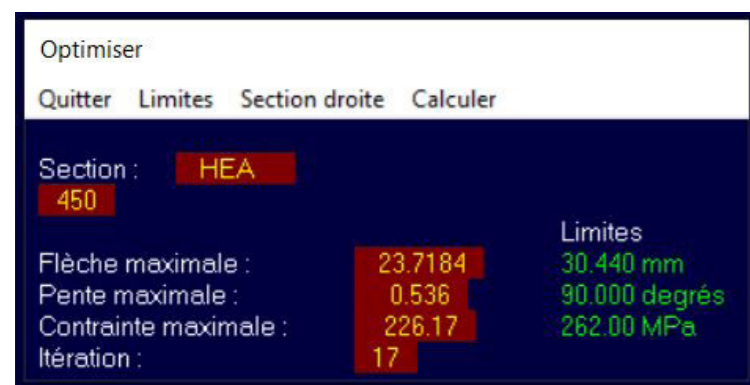 Optimiser
Quitter Limites Section droite Calculer
Section : HEA
450
Limites
Flèche maximale : 23.7184 30.440 mm
Pente maximale : 0.536 90.000 degrés
Contrainte maximale : 226.17 262.00 MPa
Itération : 17